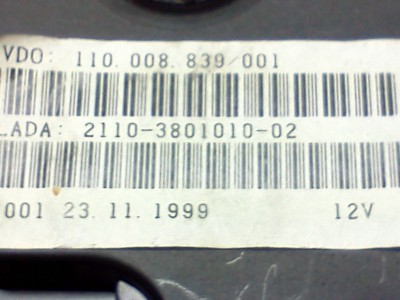 VDO: 110.008.839/001
LADA: 2110-3801010-02
001 23.11.1999 12V